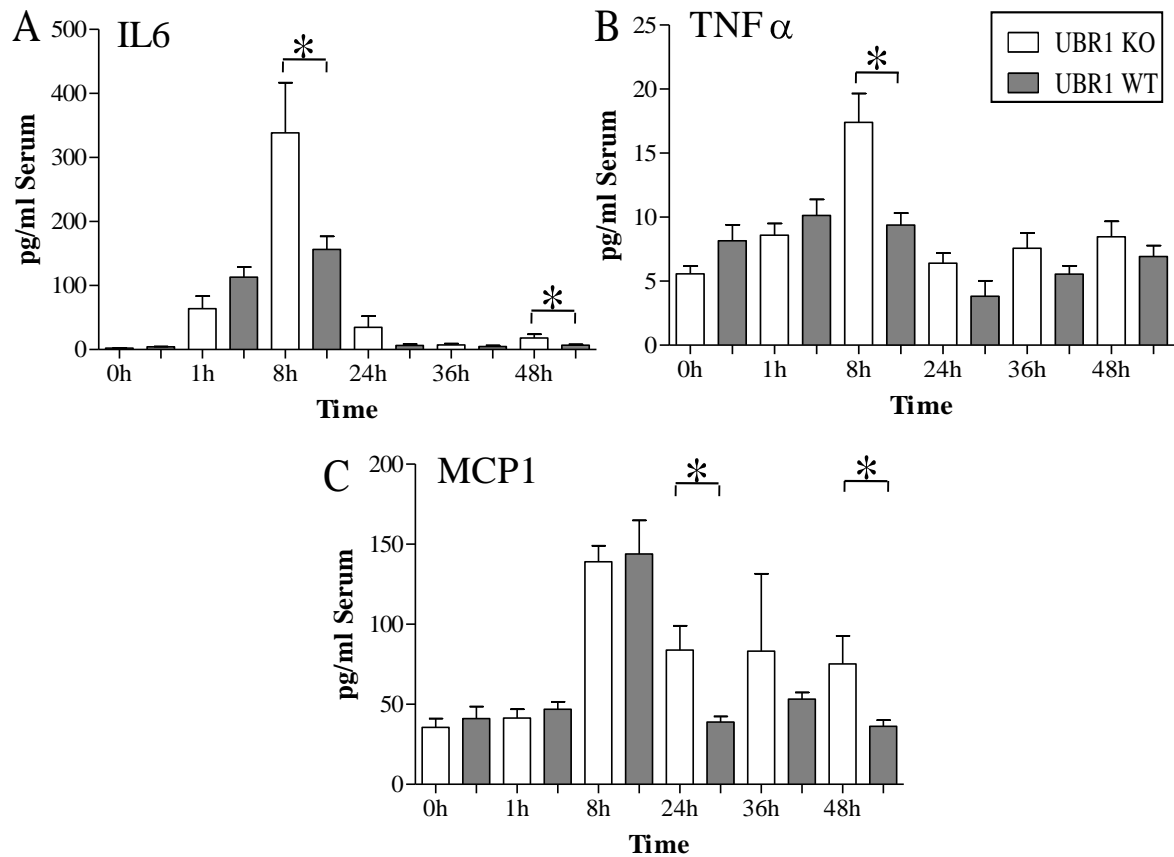 A IL6
500
400
300
200
100
0
pg/ml Serum
*
*
0h 1h 8h 24h 36h 48h
Time
B TNF α
25
20
15
10
5
0
pg/ml Serum
*
0h 1h 8h 24h 36h 48h
Time
UBR1 KO
UBR1 WT
C MCP1
200
150
100
50
0
pg/ml Serum
*
*
0h 1h 8h 24h 36h 48h
Time